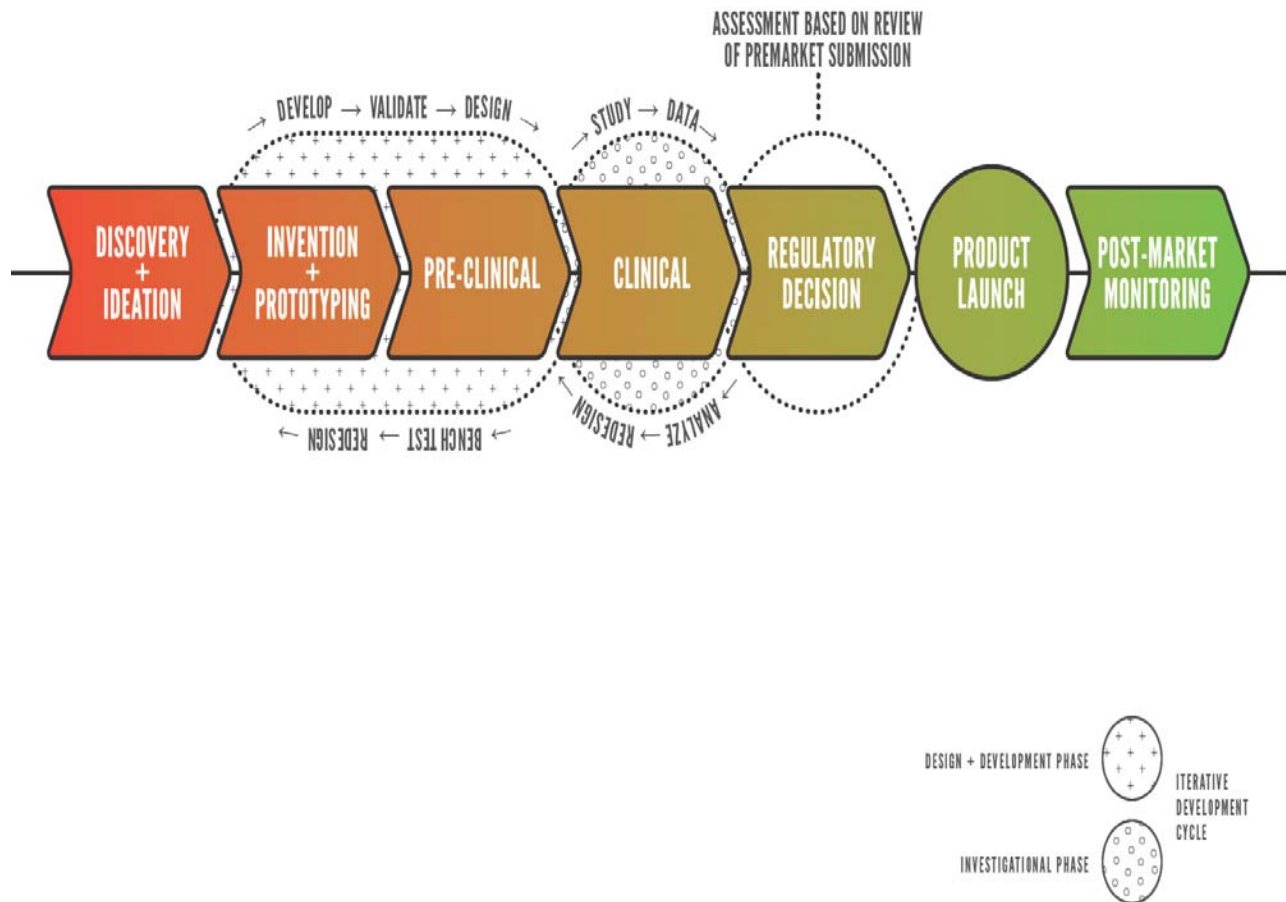 ASSESSMENT BASED ON REVIEW
OF PREMARKET SUBMISSION
→ DEVELOP → VALIDATE → DESIGN →
→ STUDY → DATA →
DISCOVERY
+
IDEATION
INVENTION
+
PROTOTYPING
PRE-CLINICAL
CLINICAL
REGULATORY
DECISION
PRODUCT
LAUNCH
POST-MARKET
MONITORING
→ BENCH TEST → REDESIGN →
→ ANALYZE → REDESIGN →
DESIGN + DEVELOPMENT PHASE
ITERATIVE
DEVELOPMENT
CYCLE
INVESTIGATIONAL PHASE